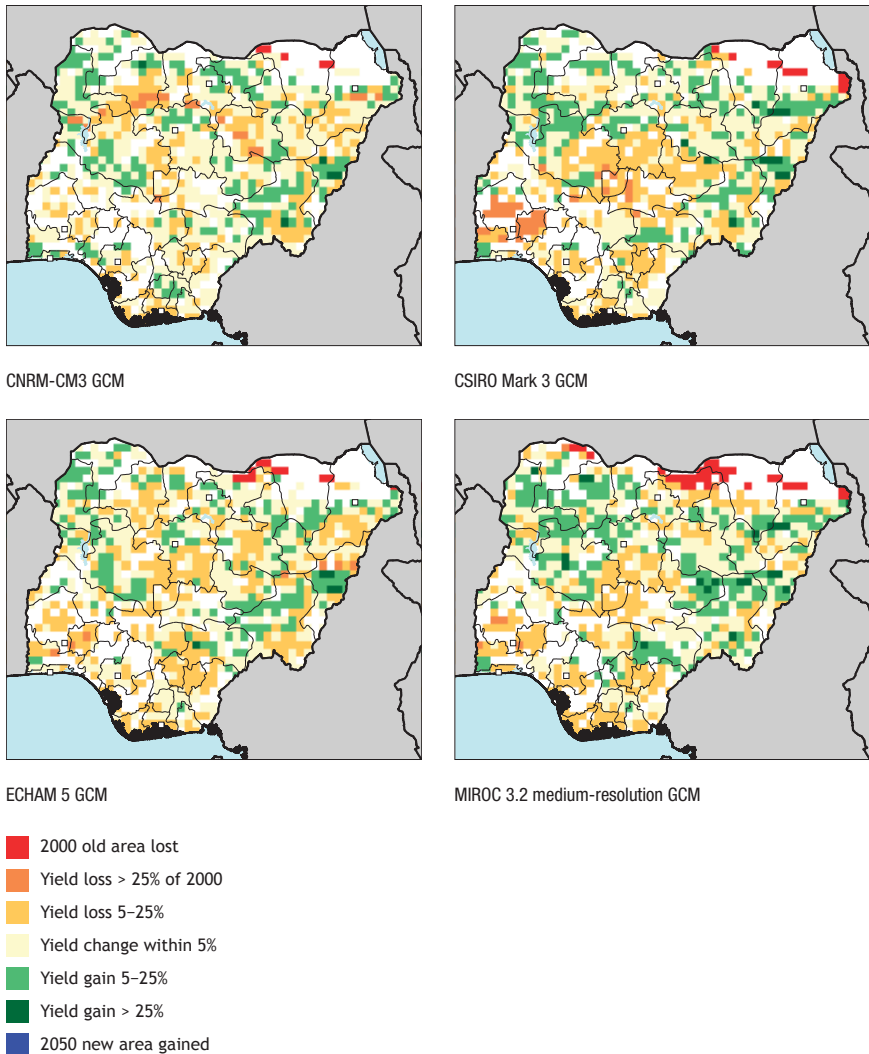 CNRM-CM3 GCM
CSIRO Mark 3 GCM
ECHAM 5 GCM
MIROC 3.2 medium-resolution GCM
2000 old area lost
Yield loss > 25% of 2000
Yield loss 5–25%
Yield change within 5%
Yield gain 5–25%
Yield gain > 25%
2050 new area gained